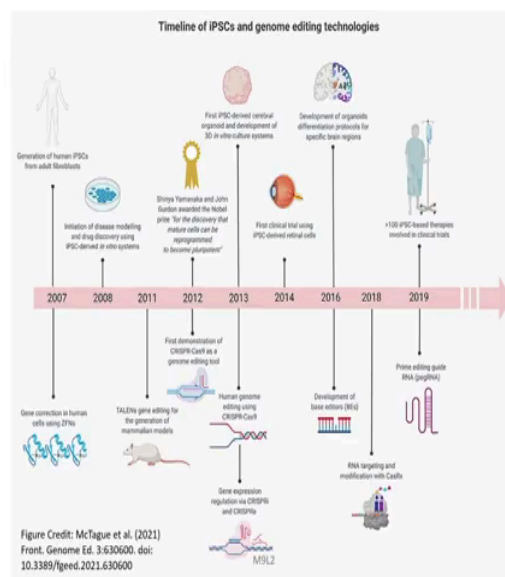 Timeline of iPSCs and genome editing technologies
Generation of human iPSCs
from adult fibroblasts
Initiation of disease modelling
and drug discovery using
iPSC-derived in vitro systems
Shinya Yamanaka and John
Gurdon awarded the Nobel
prize "for the discovery that
mature cells can be
reprogrammed
to become pluripotent"
First iPSC-derived cerebral
organoid and development of
3D in vitro culture systems
First clinical trial using
iPSC-derived retinal cells
Development of organoids
differentiation protocols for
specific brain regions
+100 iPSC-based therapies
involved in clinical trials
2007
2008
2011
2012
2013
2014
2016
2018
2019
Gene correction in human
cells using ZFNs
TALENs gene editing for
the generation of
mammalian models
First demonstration of
CRISPR-Cas9 as a
genome editing tool
Human genome
editing using
CRISPR-Cas9
Gene expression
regulation via CRISPRi
and CRISPRa
Development of
base editors (BEs)
RNA targeting and
modification with CasRx
Prime editing guide
RNA (pegRNA)
Figure Credit: McTague et al. (2021)
Front. Genome Ed. 3:630600. doi:
10.3389/fgeed.2021.630600
M9L2